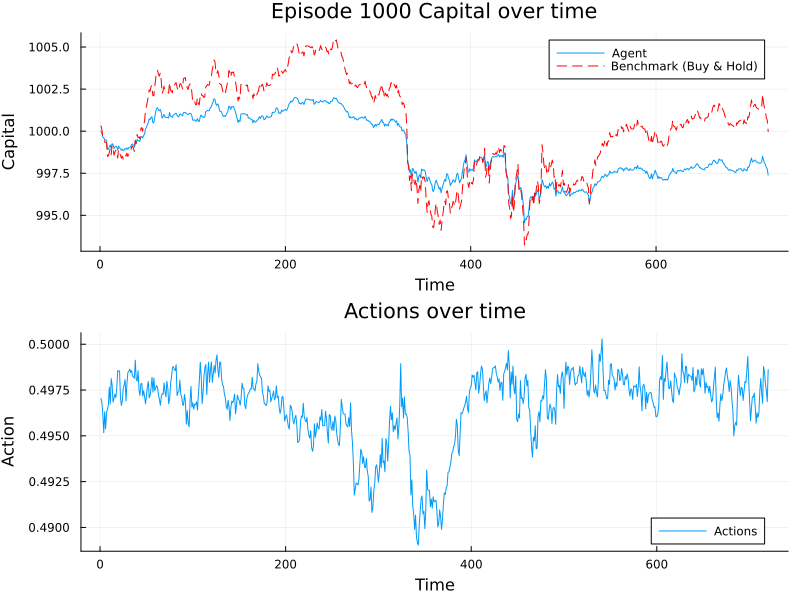 Episode 1000 Capital over time
Capital
1005.0
1002.5
1000.0
997.5
995.0
Agent
Benchmark (Buy & Hold)
0
200
400
600
Time
Actions over time
Action
0.5000
0.4975
0.4950
0.4925
0.4900
Actions
0
200
400
600
Time